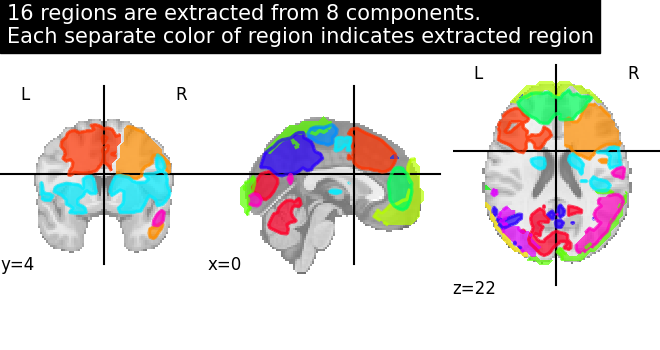 16 regions are extracted from 8 components.
Each separate color of region indicates extracted region
L R
L R
y=4
x=0
z=22